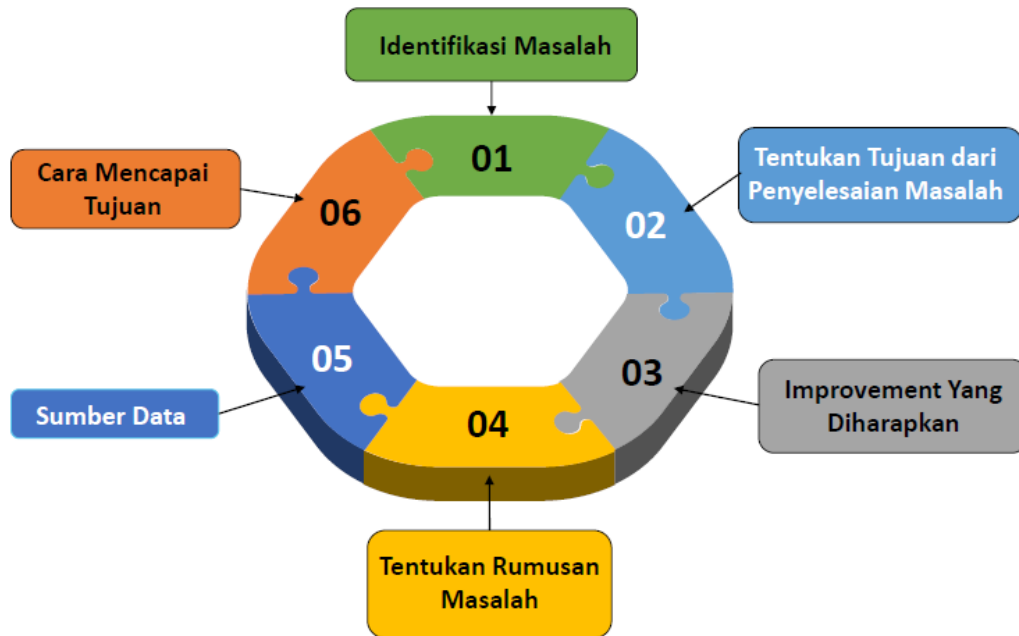 Identifikasi Masalah
01
Tentukan Tujuan dari
Penyelesaian Masalah
02
Improvement Yang
Diharapkan
03
Tentukan Rumusan
Masalah
04
Sumber Data
05
Cara Mencapai
Tujuan
06